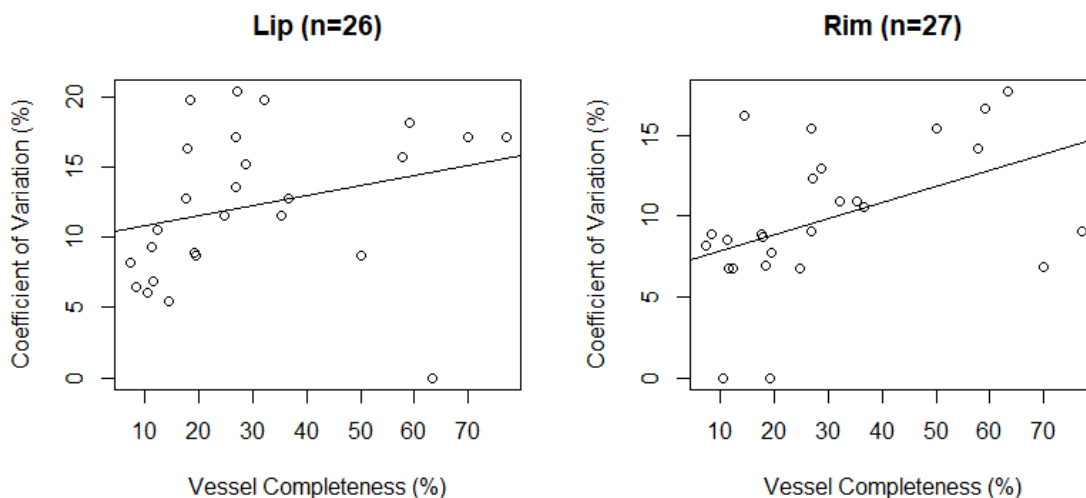 Lip (n=26)
Coefficient of Variation (%)
20
15
10
5
0
10 20 30 40 50 60 70
Vessel Completeness (%)
Rim (n=27)
Coefficient of Variation (%)
15
10
5
0
10 20 30 40 50 60 70
Vessel Completeness (%)